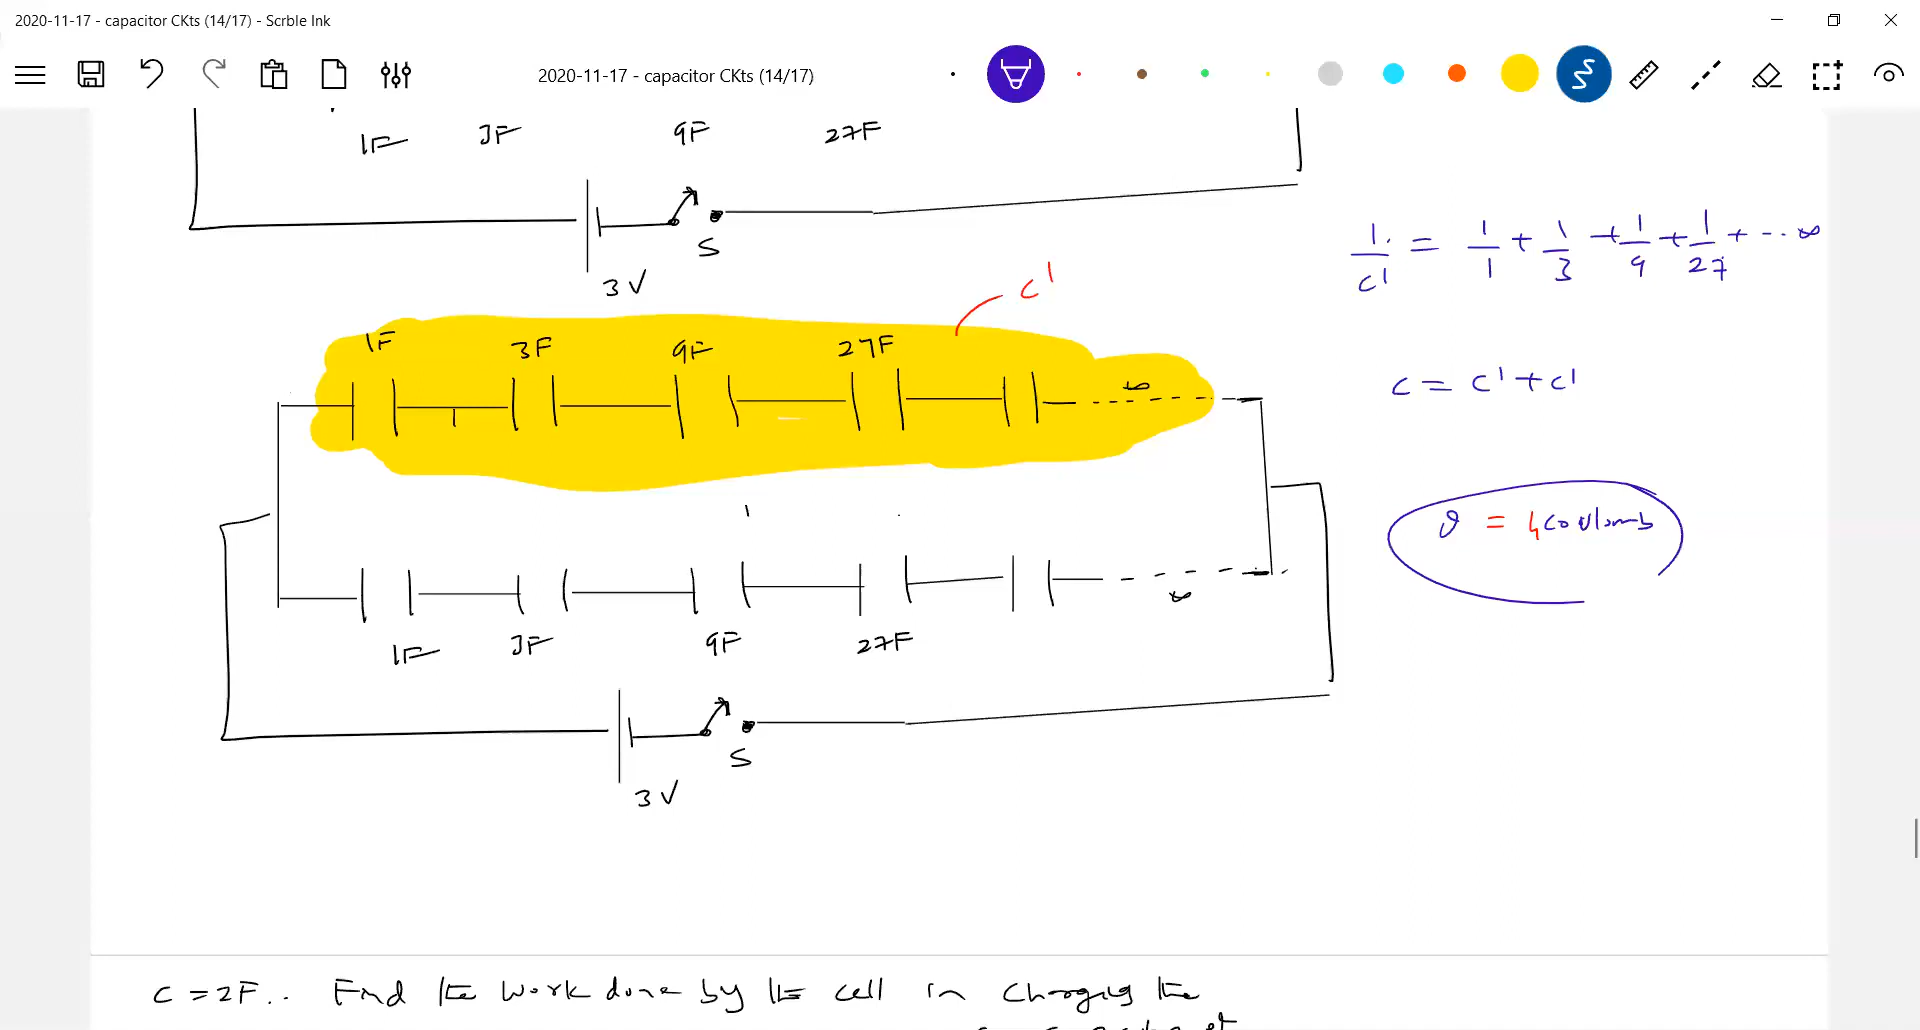 2020-11-17 - capacitor CKts (14/17) - Scrble Ink
2020-11-17 - capacitor CKts (14/17)
1F 3F 9F 27F
S
3V
1/C' = 1/1 + 1/3 + 1/9 + 1/27 + - - ∞
C'
1F 3F 9F 27F
∞
C = C' + C'
Q = 4 coulomb
∞
1F 3F 9F 27F
S
3V
C = 2F.. Find the work done by the cell in charging the